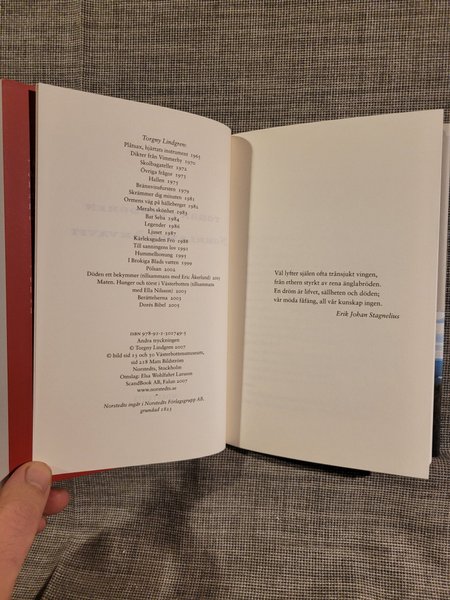 Torgny Lindgren:
Plåtsax, hjärtats instrument 1965
Dikter från Vimmerby 1970
Skolbagateller 1972
Övriga frågor 1973
Hallen 1975
Brännvinsfursten 1979
Skrämmer dig minuten 1981
Ormens väg på hälleberget 1982
Merabs skönhet 1983
Bat Seba 1984
Legender 1986
Ljuset 1987
Kärleksguden Frö 1988
Till sanningens lov 1991
Hummelhonung 1995
I Brokiga Blads vatten 1999
Pölsan 2002
Döden ett bekymmer (tillsammans med Eric Åkerlund) 2003
Maten. Hunger och törst i Västerbotten (tillsammans
med Ella Nilsson) 2003
Berättelserna 2003
Dorés Bibel 2005
ISBN 978-91-1-301749-5
Andra tryckningen
© Torgny Lindgren 2007
© bild sid 15 och 30 Västerbottensmuseum,
sid 218 Mats Bildström
Norstedts, Stockholm
Omslag: Elsa Wohlfahrt Larsson
ScandBook AB, Falun 2007
www.norstedts.se
*
Norstedts ingår i Norstedts Förlagsgrupp AB,
grundad 1823
Väl lyfter själen ofta transjukt vingen,
från ethern styrkt av rena änglabröden.
En dröm är lifver, sällheten och döden;
vår möda fåfäng, all vår kunskap ingen.
Erik Johan Stagnelius